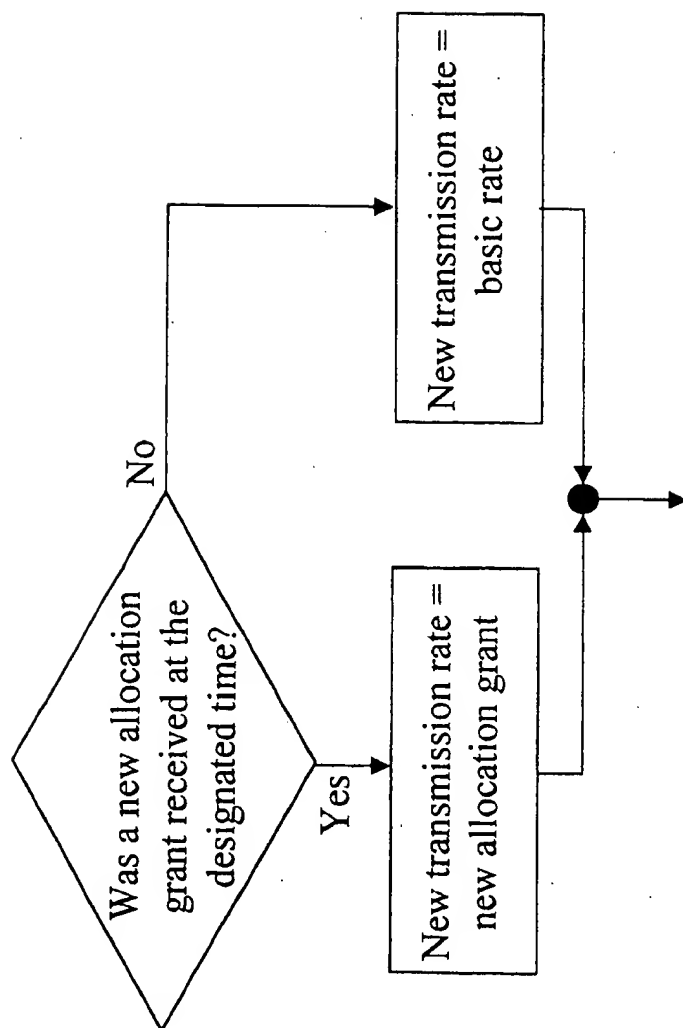 Was a new allocation
grant received at the
designated time?
No
Yes
New transmission rate =
new allocation grant
New transmission rate =
basic rate